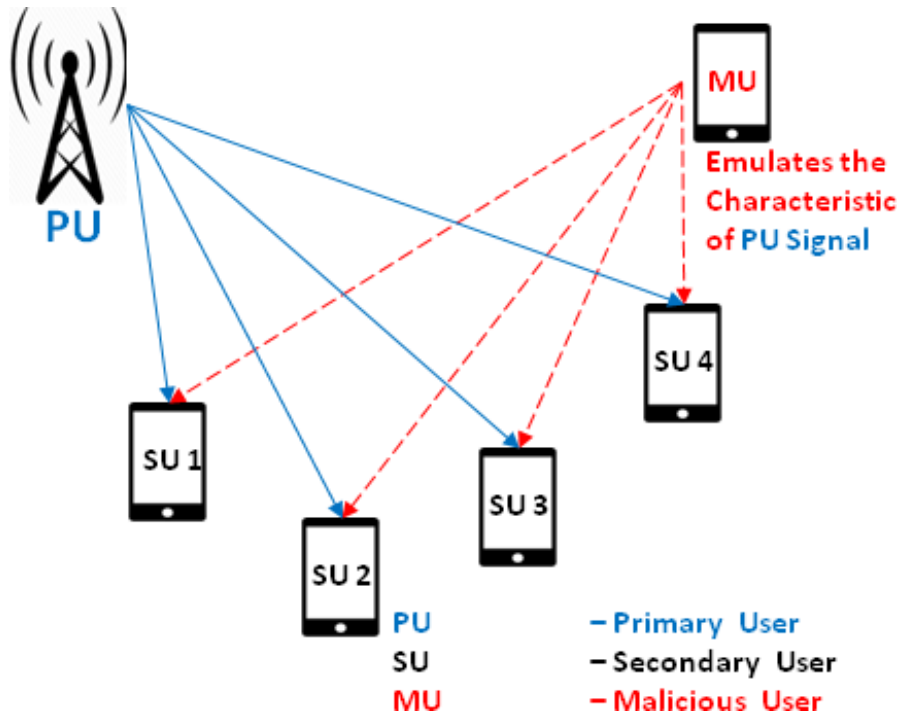 MU
Emulates the
Characteristic
of PU Signal
PU
SU 4
SU 1
SU 3
SU 2
PU – Primary User
SU – Secondary User
MU – Malicious User